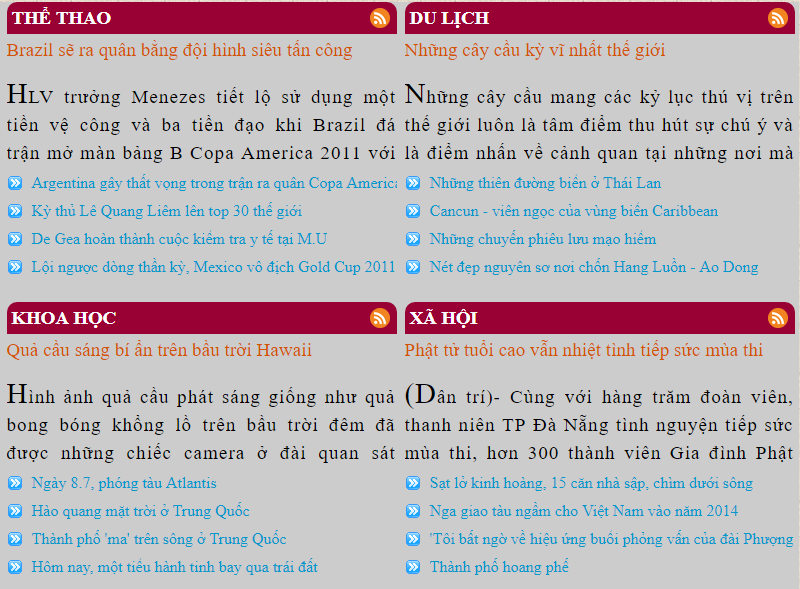 THỂ THAO
Brazil sẽ ra quân bằng đội hình siêu tấn công
HLV trưởng Menezes tiết lộ sử dụng một
tiền vệ công và ba tiền đạo khi Brazil đá
trận mở màn bảng B Copa America 2011 với
Argentina gây thất vọng trong trận ra quân Copa America
Kỳ thủ Lê Quang Liêm lên top 30 thế giới
De Gea hoàn thành cuộc kiểm tra y tế tại M.U
Lội ngược dòng thần kỳ, Mexico vô địch Gold Cup 2011
DU LỊCH
Những cây cầu kỳ vĩ nhất thế giới
Những cây cầu mang các kỷ lục thú vị trên
thế giới luôn là tâm điểm thu hút sự chú ý và
là điểm nhấn về cảnh quan tại những nơi mà
Những thiên đường biển ở Thái Lan
Cancun - viên ngọc của vùng biển Caribbean
Những chuyến phiêu lưu mạo hiểm
Nét đẹp nguyên sơ nơi chốn Hang Luồn - Ao Dong
KHOA HỌC
Quả cầu sáng bí ẩn trên bầu trời Hawaii
Hình ảnh quả cầu phát sáng giống như quả
bong bóng khổng lồ trên bầu trời đêm đã
được những chiếc camera ở đài quan sát
Ngày 8.7, phóng tàu Atlantis
Hào quang mặt trời ở Trung Quốc
Thành phố 'ma' trên sông ở Trung Quốc
Hôm nay, một tiểu hành tinh bay qua trái đất
XÃ HỘI
Phật tử tuổi cao vẫn nhiệt tình tiếp sức mùa thi
(Dân trí)- Cùng với hàng trăm đoàn viên,
thanh niên TP Đà Nẵng tình nguyện tiếp sức
mùa thi, hơn 300 thành viên Gia đình Phật
Sạt lở kinh hoàng, 15 căn nhà sập, chìm dưới sông
Nga giao tàu ngầm cho Việt Nam vào năm 2014
'Tôi bất ngờ về hiệu ứng buổi phỏng vấn của đài Phượng
Thành phố hoang phế